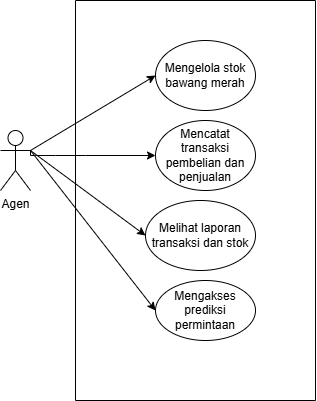 Mengelola stok
bawang merah
Mencatat
transaksi
pembelian dan
penjualan
Agen
Melihat laporan
transaksi dan stok
Mengakses
prediksi
permintaan